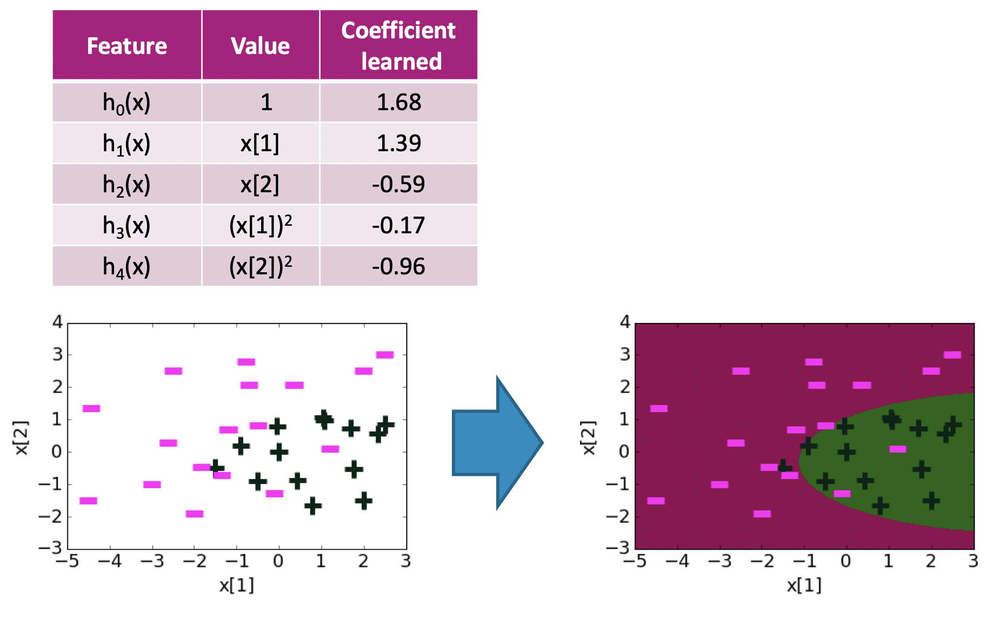 Feature Value Coefficient learned
h₀(x) 1 1.68
h₁(x) x[1] 1.39
h₂(x) x[2] -0.59
h₃(x) (x[1])² -0.17
h₄(x) (x[2])² -0.96
4
3
2
1
0
−1
−2
−3
x[2]
−5 −4 −3 −2 −1 0 1 2 3
x[1]
4
3
2
1
0
−1
−2
−3
x[2]
−5 −4 −3 −2 −1 0 1 2 3
x[1]